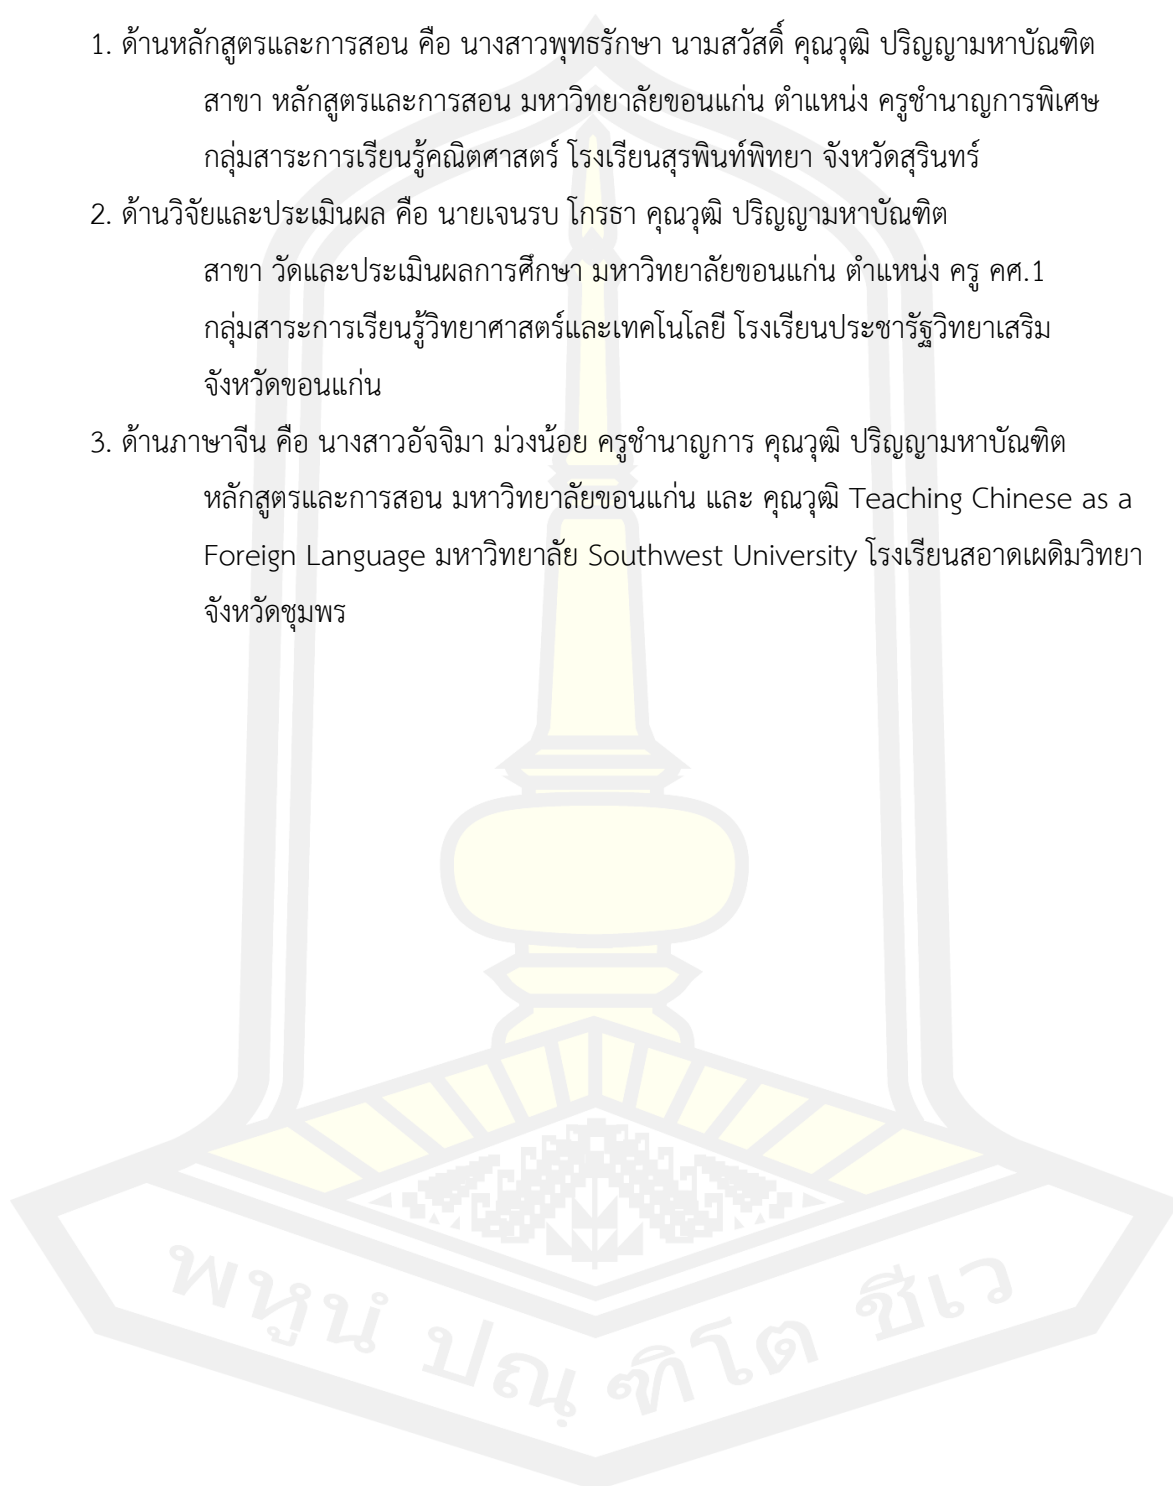 1. ด้านหลักสูตรและการสอน คือ นางสาวพุทธรักษา นามสวัสดิ์ คุณวุฒิ ปริญญามหาบัณฑิต
สาขา หลักสูตรและการสอน มหาวิทยาลัยขอนแก่น ตำแหน่ง ครูชำนาญการพิเศษ
กลุ่มสาระการเรียนรู้คณิตศาสตร์ โรงเรียนสุรพินท์พิทยา จังหวัดสุรินทร์
2. ด้านวิจัยและประเมินผล คือ นายเจนรบ โกรธา คุณวุฒิ ปริญญามหาบัณฑิต
สาขา วัดและประเมินผลการศึกษา มหาวิทยาลัยขอนแก่น ตำแหน่ง ครู คศ.1
กลุ่มสาระการเรียนรู้วิทยาศาสตร์และเทคโนโลยี โรงเรียนประชารัฐวิทยาเสริม
จังหวัดขอนแก่น
3. ด้านภาษาจีน คือ นางสาวอัจจิมา ม่วงน้อย ครูชำนาญการ คุณวุฒิ ปริญญามหาบัณฑิต
หลักสูตรและการสอน มหาวิทยาลัยขอนแก่น และ คุณวุฒิ Teaching Chinese as a
Foreign Language มหาวิทยาลัย Southwest University โรงเรียนสอาดเผดิมวิทยา
จังหวัดชุมพร
พหูนํ ปณฺฑิโต ชีเว